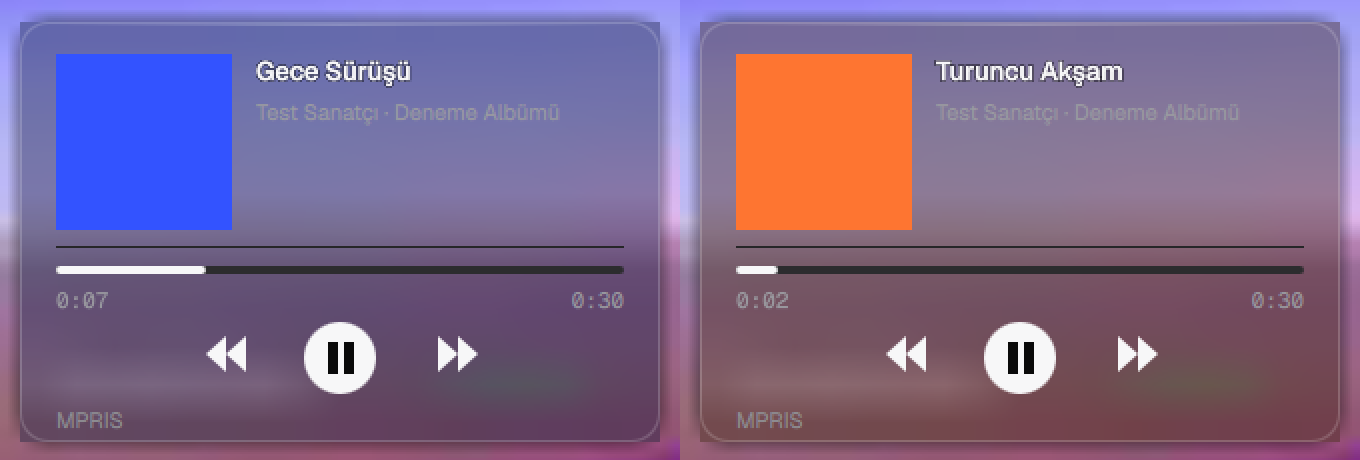 Gece Sürüşü
Test Sanatçı · Deneme Albümü
0:07 0:30
MPRIS
Turuncu Akşam
Test Sanatçı · Deneme Albümü
0:02 0:30
MPRIS